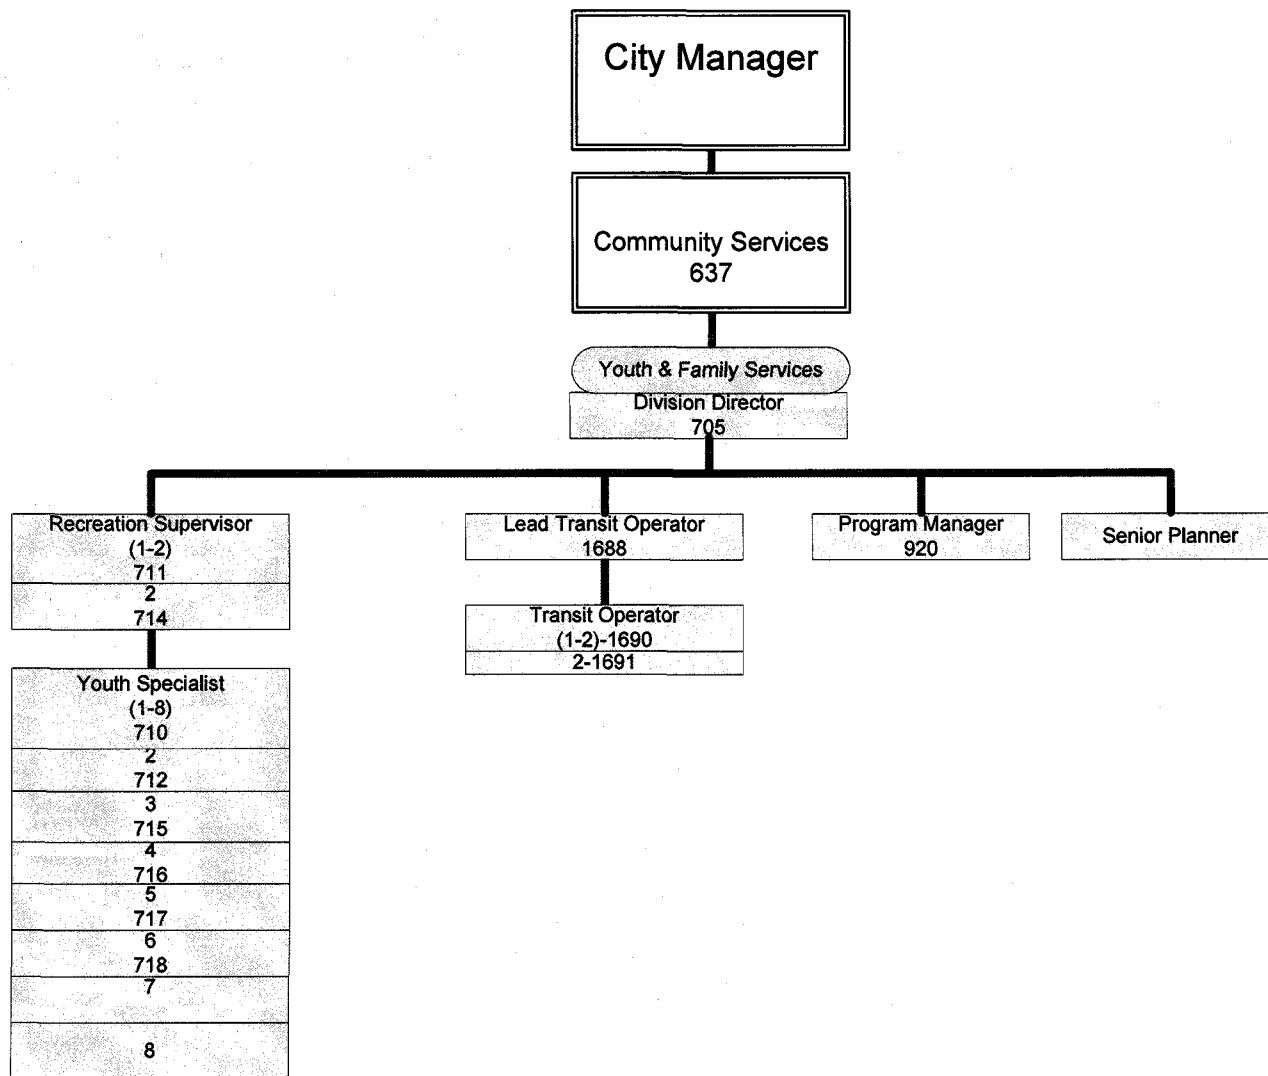 City Manager
Community Services
637
Youth & Family Services
Division Director
705
Recreation Supervisor
(1-2)
711
2
714
Youth Specialist
(1-8)
710
2
712
3
715
4
716
5
717
6
718
7
8
Lead Transit Operator
1688
Transit Operator
(1-2)-1690
2-1691
Program Manager
920
Senior Planner